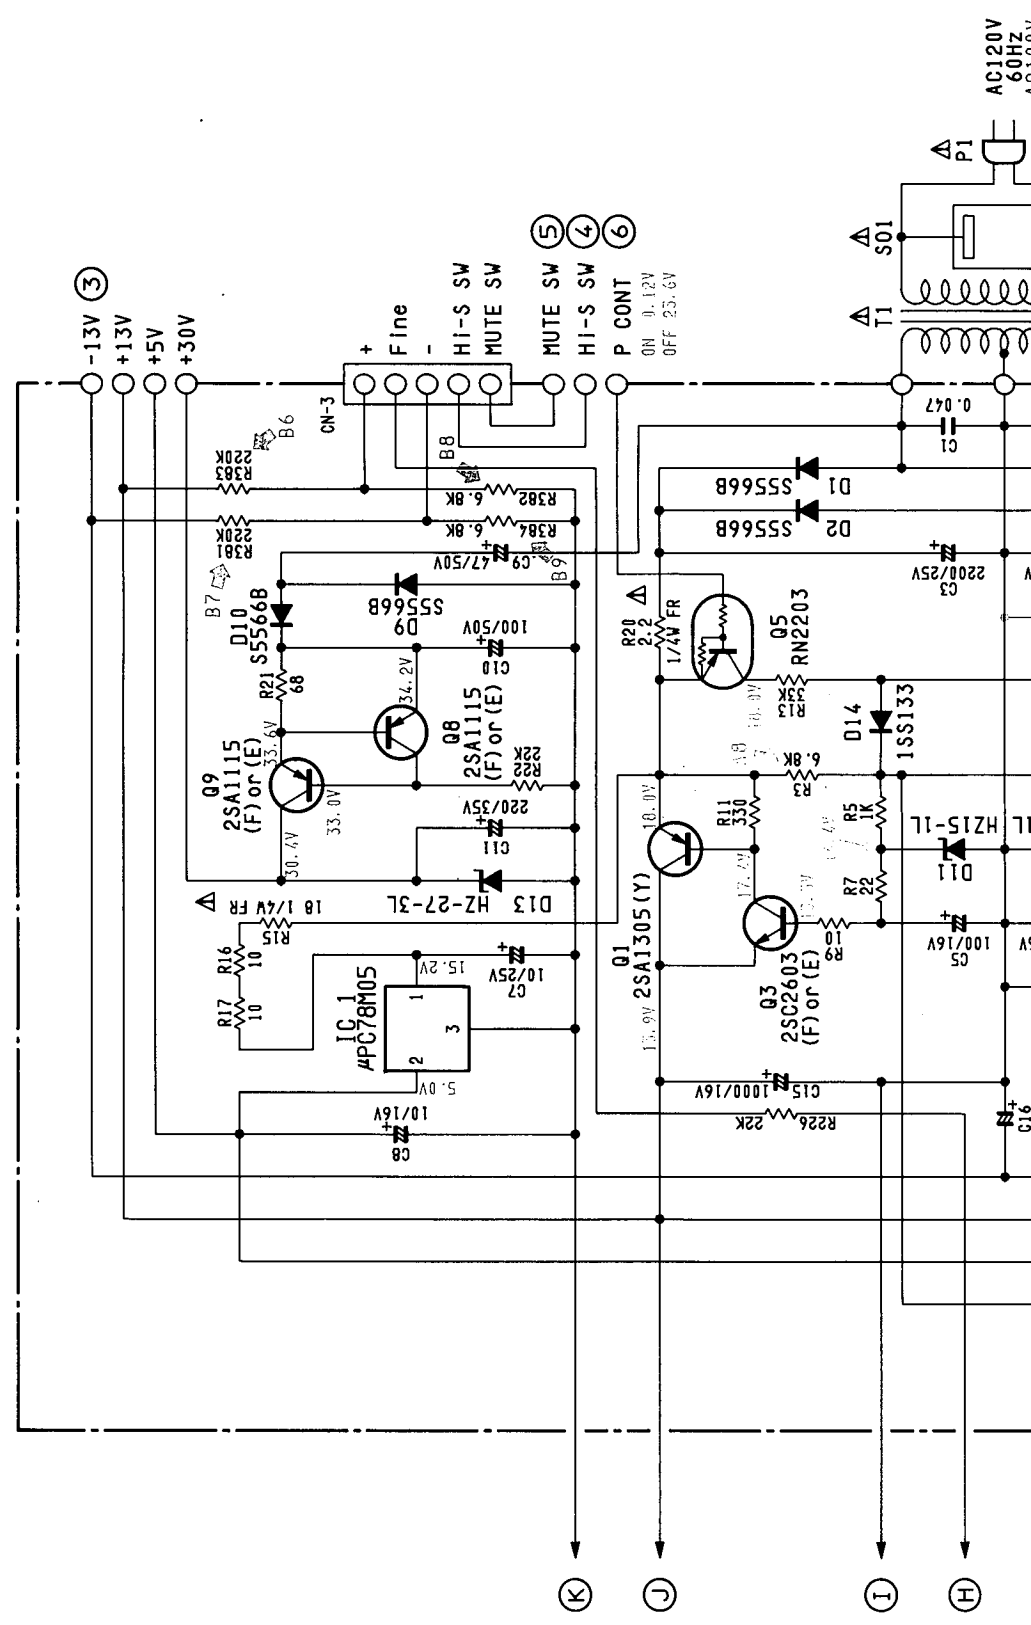 AC120V
60Hz
P1
SO1
T1
-13V
3
+13V
+5V
+30V
CN-3
+
Fine
-
Hi-S SW
MUTE SW
MUTE SW
5
Hi-S SW
4
P CONT
6
ON 0.12V
OFF 23.6V
B6
R383
220K
R381
220K
B7
B8
R382
6.8K
R384
6.8K
B9
C9
47/50V
D10
S5566B
D9
S5566B
R21
68
C10
100/50V
34.2V
33.6V
Q9
2SA1115
(F)or(E)
33.0V
30.4V
Q8
2SA1115
(F)or(E)
R22
22K
C11
220/35V
D13
HZ-27-3L
R15
18 1/4W FR
R16
10
R17
10
IC 1
µPC78M05
1
2
3
15.2V
5.0V
C7
10/25V
C8
10/16V
C1
0.047
D1
S5566B
D2
S5566B
C3
2200/25V
R20
2.2
1/4W FR
Q5
RN2203
R13
33K
D14
1SS133
R3
6.8K
R11
330
R5
1K
R7
22
D11
HZ15-1L
1L
18.0V
17.4V
Q1
2SA1305(Y)
13.9V
Q3
2SC2603
(F)or(E)
R9
10
C5
100/16V
C15
1000/16V
R226
22K
C16
+
K
J
I
H